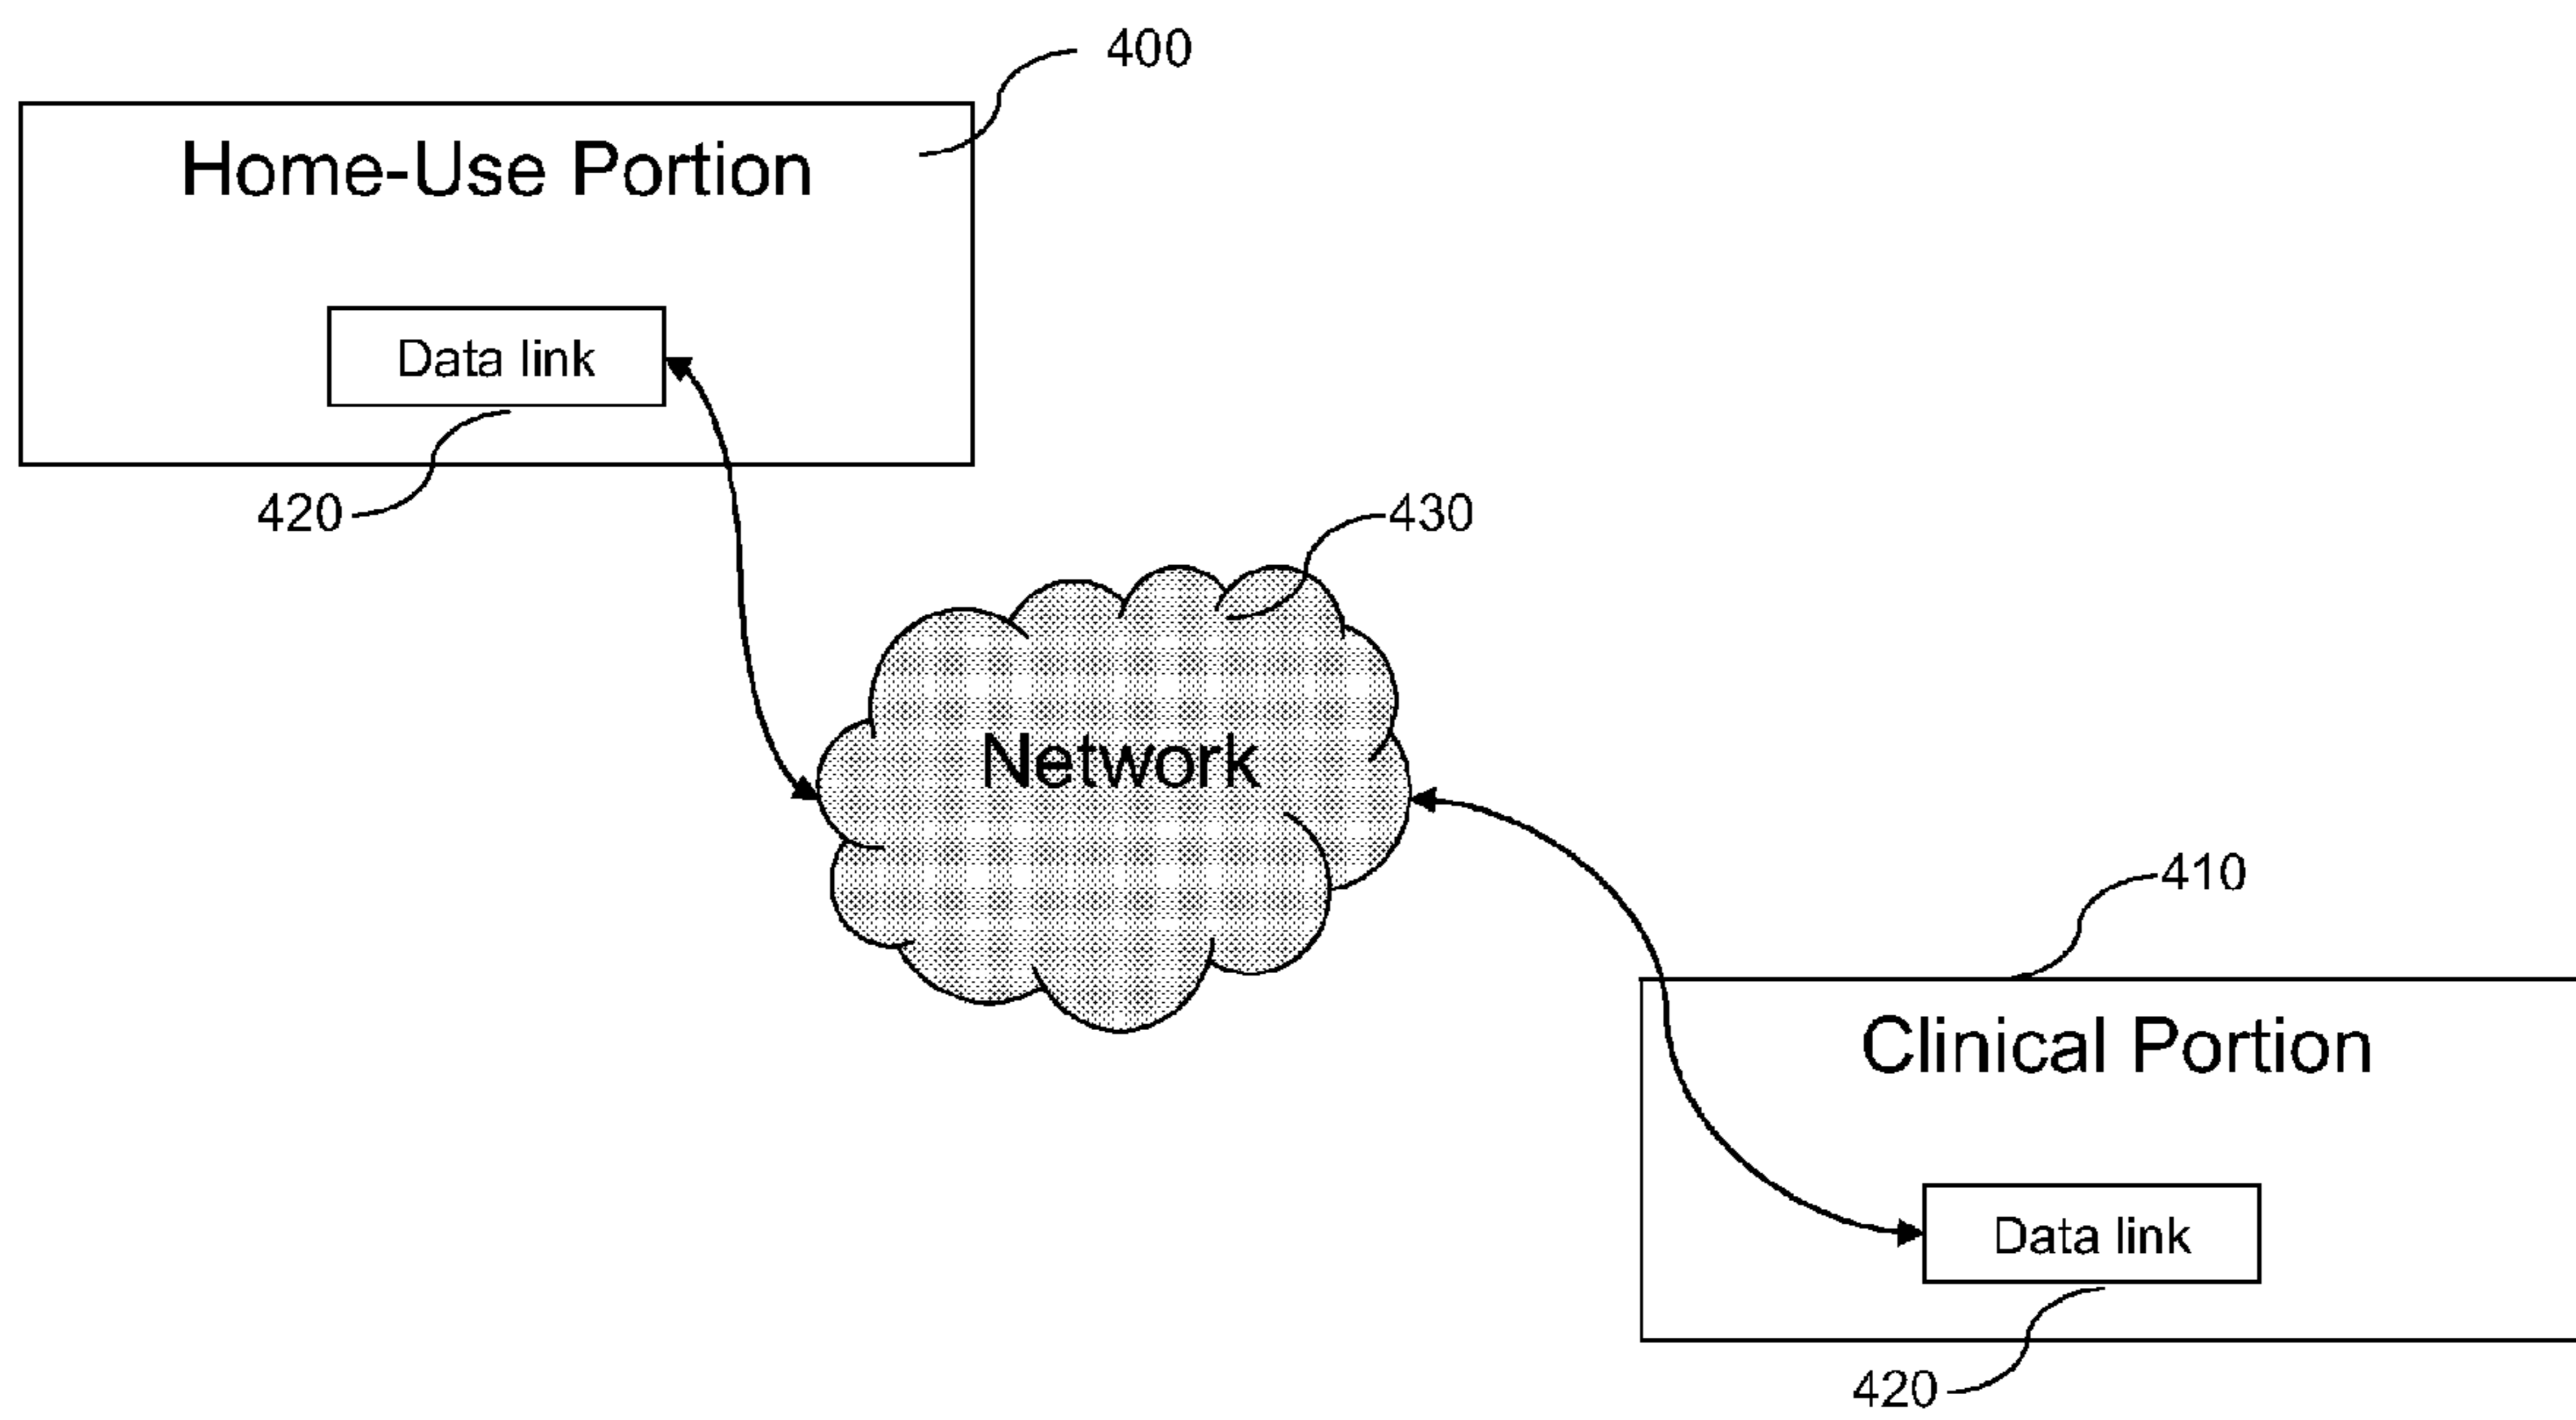 400
Home-Use Portion
Data link
420
430
Network
410
Clinical Portion
Data link
420